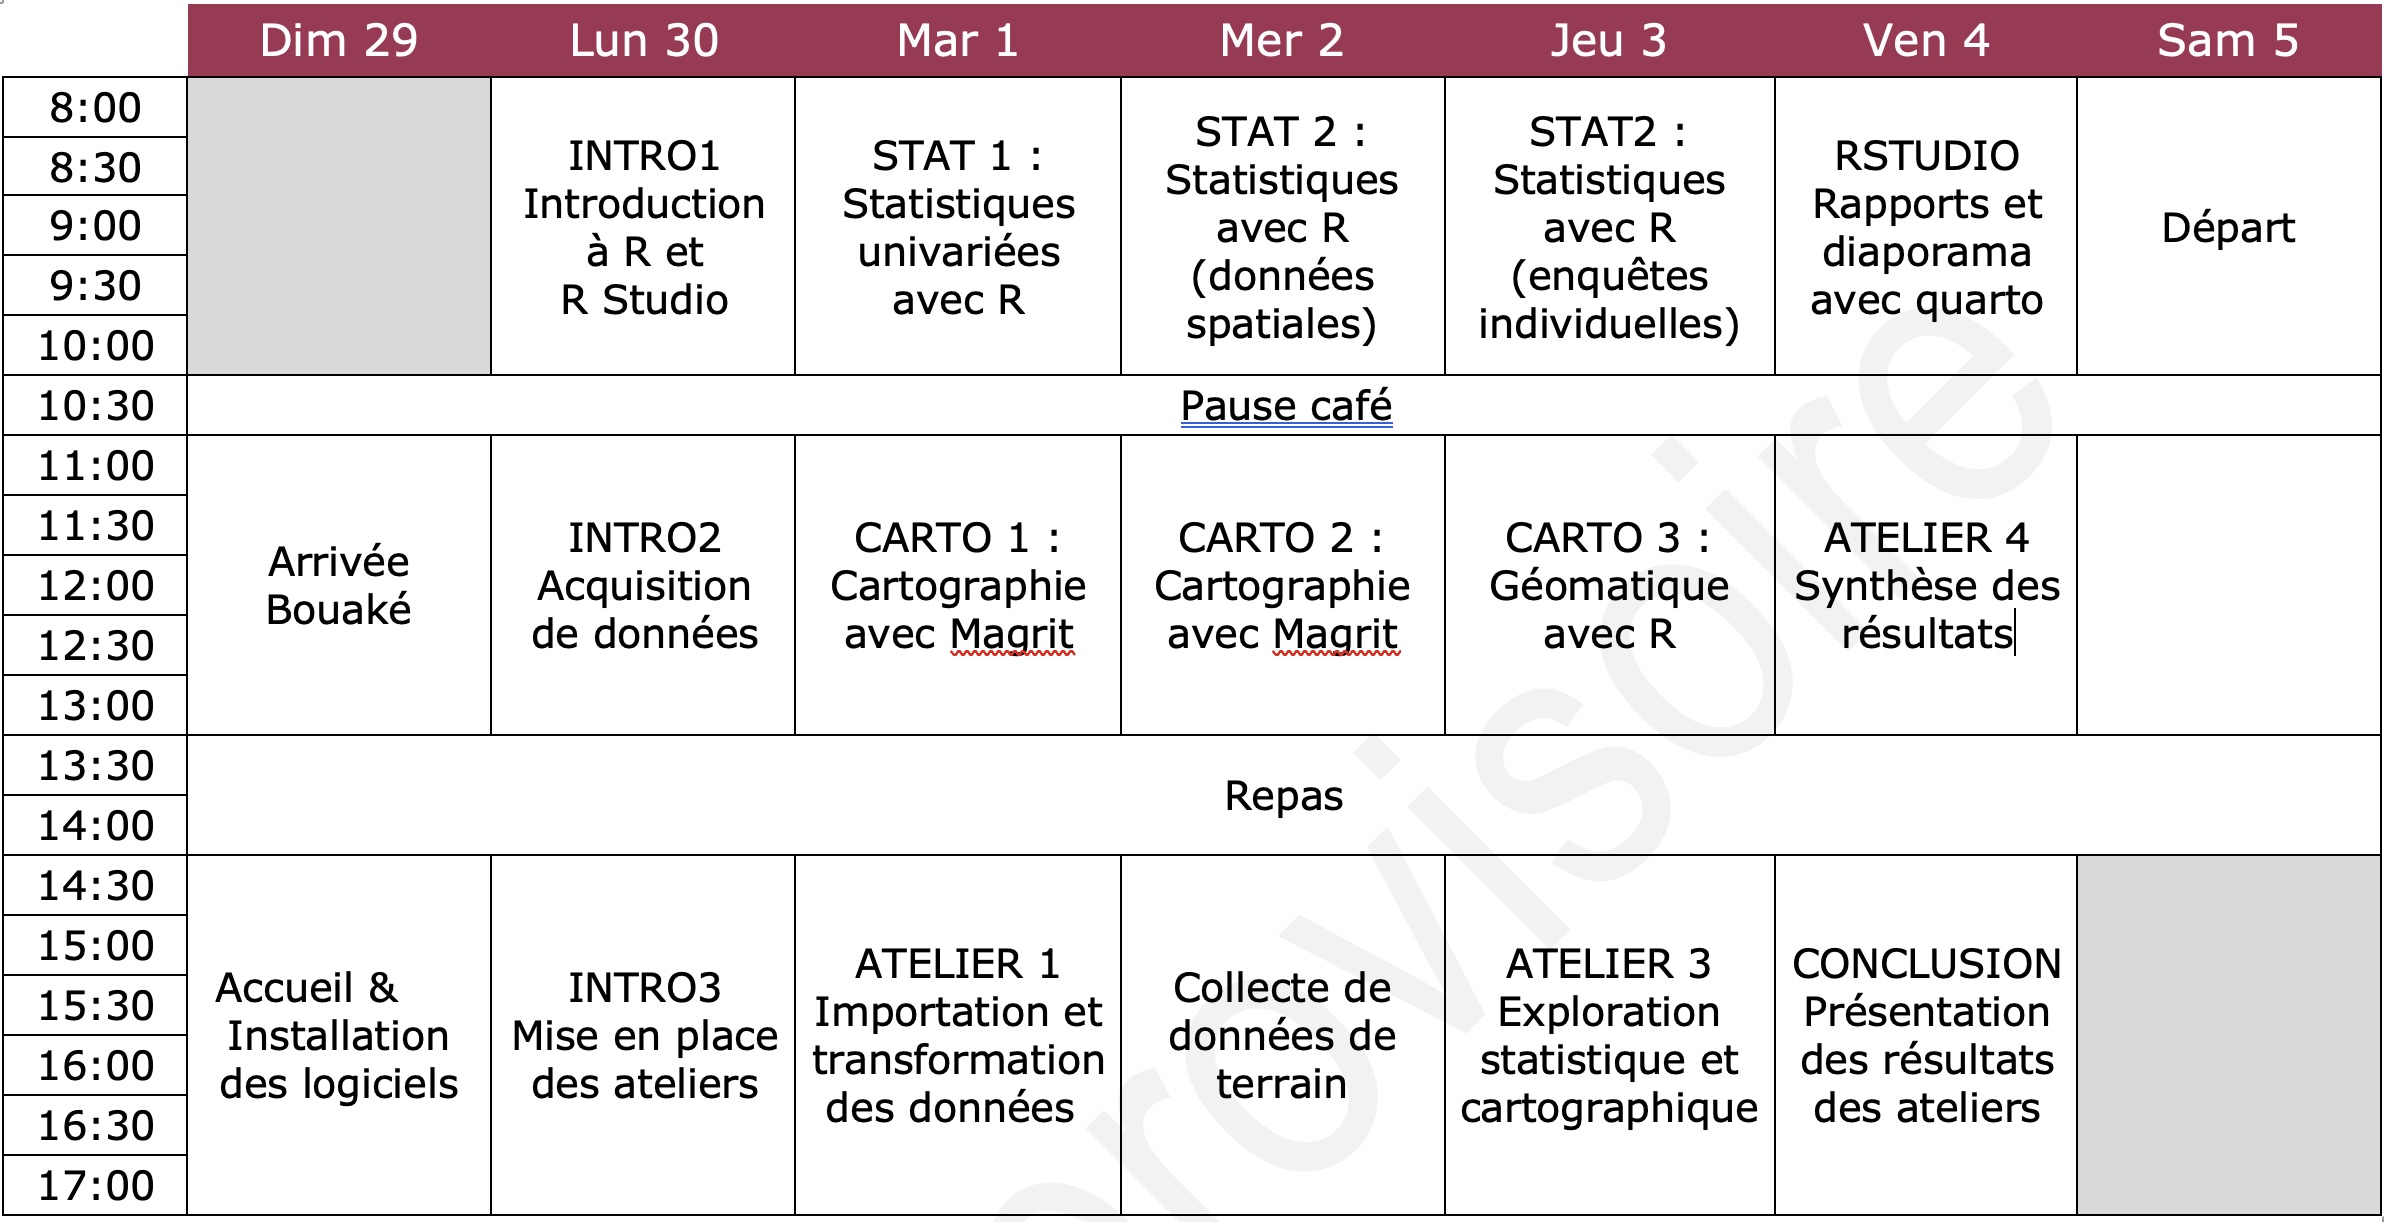 Dim 29 Lun 30 Mar 1 Mer 2 Jeu 3 Ven 4 Sam 5
8:00
8:30
9:00
9:30
10:00
INTRO1
Introduction
à R et
R Studio
STAT 1 :
Statistiques
univariées
avec R
STAT 2 :
Statistiques
avec R
(données
spatiales)
STAT2 :
Statistiques
avec R
(enquêtes
individuelles)
RSTUDIO
Rapports et
diaporama
avec quarto
Départ
10:30
Pause café
11:00
11:30
12:00
12:30
13:00
Arrivée
Bouaké
INTRO2
Acquisition
de données
CARTO 1 :
Cartographie
avec Magrit
CARTO 2 :
Cartographie
avec Magrit
CARTO 3 :
Géomatique
avec R
ATELIER 4
Synthèse des
résultats
13:30
14:00
Repas
14:30
15:00
15:30
16:00
16:30
17:00
Accueil &
Installation
des logiciels
INTRO3
Mise en place
des ateliers
ATELIER 1
Importation et
transformation
des données
Collecte de
données de
terrain
ATELIER 3
Exploration
statistique et
cartographique
CONCLUSION
Présentation
des résultats
des ateliers
provisoire